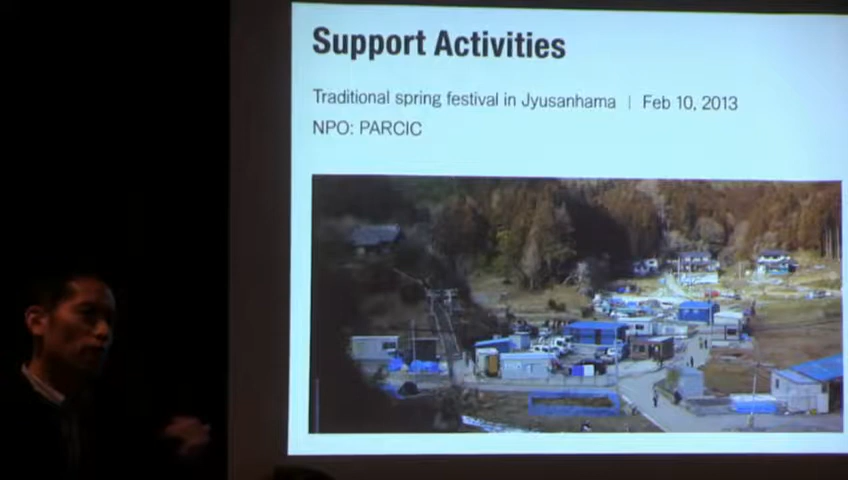 Support Activities
Traditional spring festival in Jyusanhama | Feb 10, 2013
NPO: PARCIC